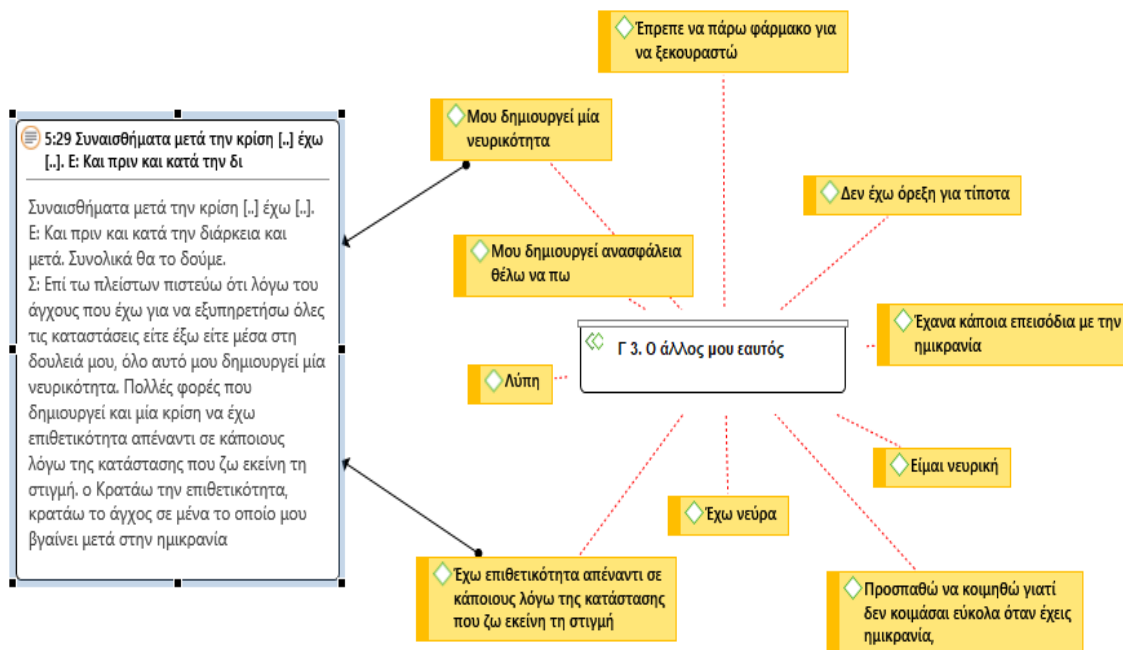 Έπρεπε να πάρω φάρμακο για
να ξεκουραστώ
Μου δημιουργεί μία
νευρικότητα
5:29 Συναισθήματα μετά την κρίση [..] έχω
[..]. Ε: Και πριν και κατά την δι
Συναισθήματα μετά την κρίση [..] έχω [..].
Ε: Και πριν και κατά την διάρκεια και
μετά. Συνολικά θα το δούμε.
Σ: Επί τω πλείστων πιστεύω ότι λόγω του
άγχους που έχω για να εξυπηρετήσω όλες
τις καταστάσεις είτε έξω είτε μέσα στη
δουλειά μου, όλο αυτό μου δημιουργεί μία
νευρικότητα. Πολλές φορές που
δημιουργεί και μία κρίση να έχω
επιθετικότητα απέναντι σε κάποιους
λόγω της κατάστασης που ζω εκείνη τη
στιγμή. ο Κρατάω την επιθετικότητα,
κρατάω το άγχος σε μένα το οποίο μου
βγαίνει μετά στην ημικρανία
Δεν έχω όρεξη για τίποτα
Μου δημιουργεί ανασφάλεια
θέλω να πω
Έχανα κάποια επεισόδια με την
ημικρανία
Γ 3. Ο άλλος μου εαυτός
Λύπη
Είμαι νευρική
Έχω νεύρα
Έχω επιθετικότητα απέναντι σε
κάποιους λόγω της κατάστασης
που ζω εκείνη τη στιγμή
Προσπαθώ να κοιμηθώ γιατί
δεν κοιμάσαι εύκολα όταν έχεις
ημικρανία,